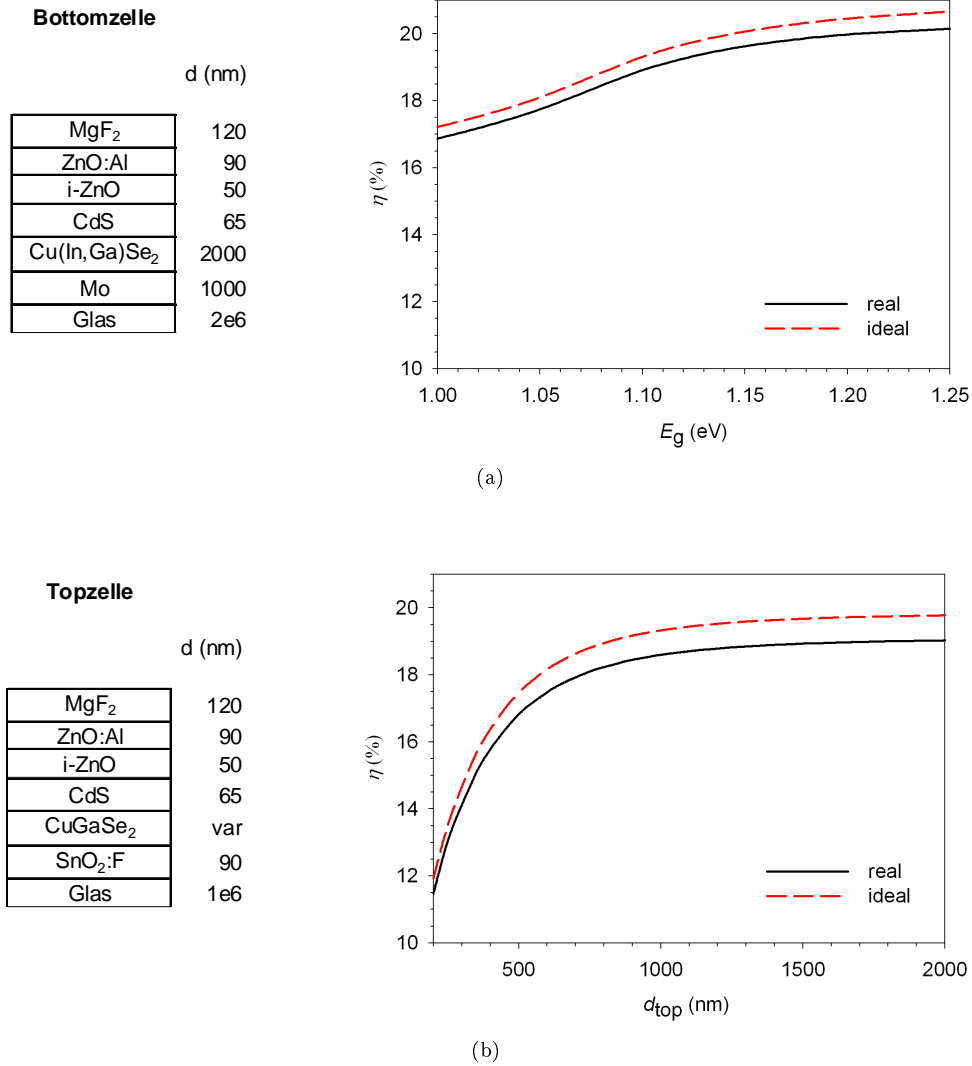 Bottomzelle
d (nm)
MgF₂ 120
ZnO:Al 90
i-ZnO 50
CdS 65
Cu(In,Ga)Se₂ 2000
Mo 1000
Glas 2e6
η (%)
20
18
16
14
12
10
real
ideal
1.00 1.05 1.10 1.15 1.20 1.25
E_g (eV)
(a)
Topzelle
d (nm)
MgF₂ 120
ZnO:Al 90
i-ZnO 50
CdS 65
CuGaSe₂ var
SnO₂:F 90
Glas 1e6
η (%)
20
18
16
14
12
10
real
ideal
500 1000 1500 2000
d_top (nm)
(b)